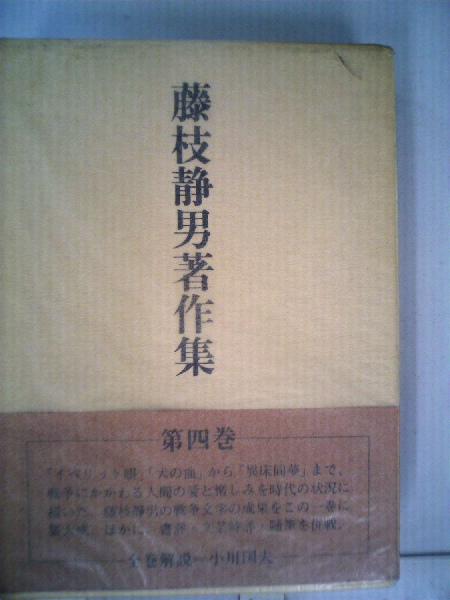 藤枝静男著作集
第四巻
「イペリット眼」「犬の血」から「異床同夢」まで、
戦争にかかわる人間の愛と憎しみを時代の状況に
描いた、藤枝静男の戦争文学の成果をこの一巻に
集大成。ほかに、書評・文芸時評・随筆を併載。
全巻解説—小川国夫